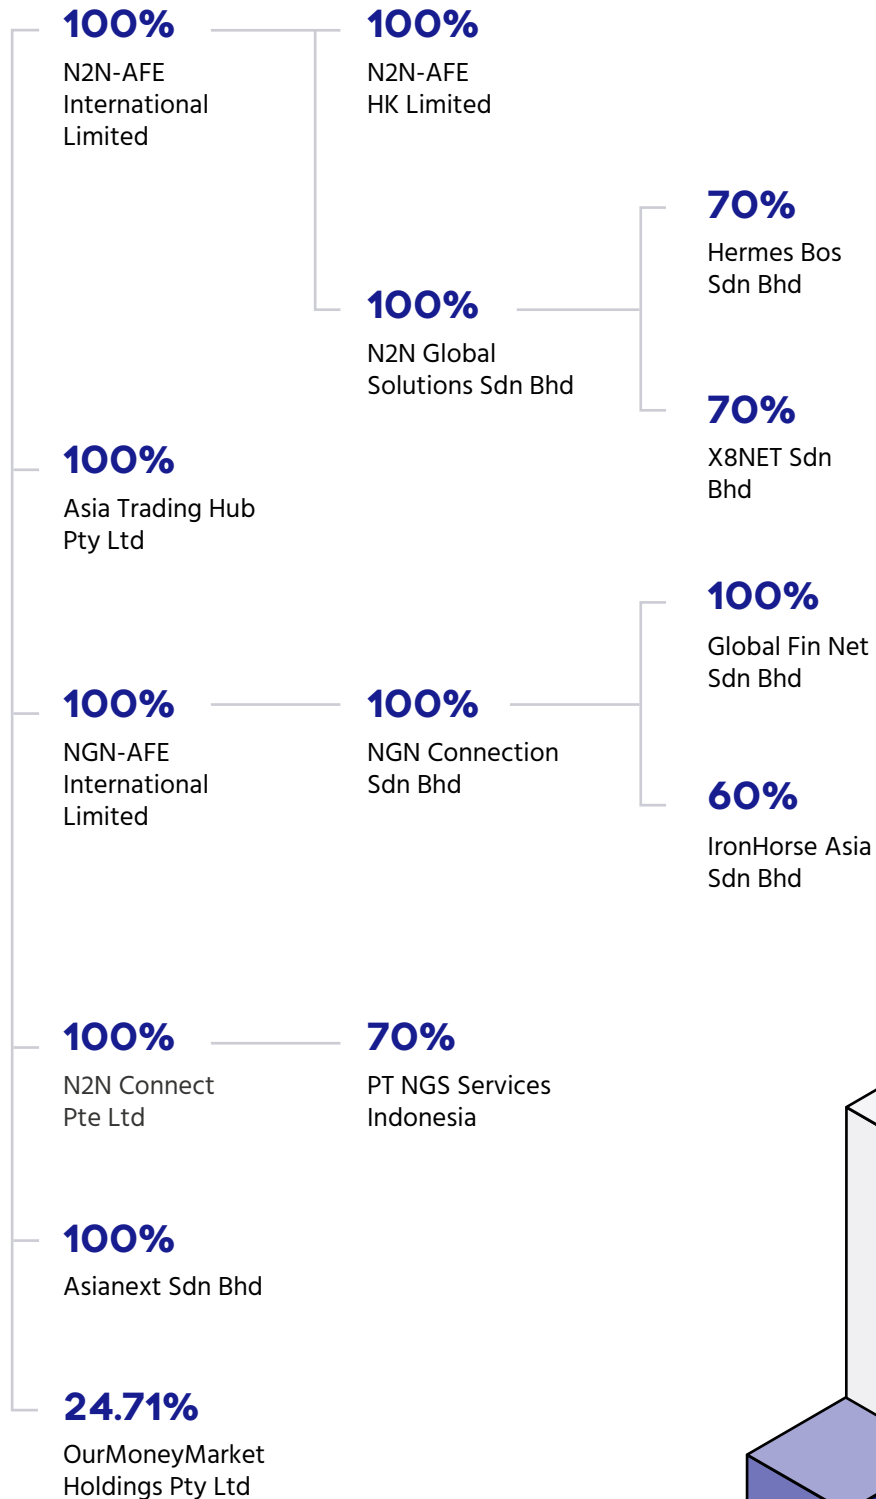 100%
N2N-AFE
International
Limited
100%
N2N-AFE
HK Limited
100%
N2N Global
Solutions Sdn Bhd
70%
Hermes Bos
Sdn Bhd
70%
X8NET Sdn
Bhd
100%
Asia Trading Hub
Pty Ltd
100%
NGN-AFE
International
Limited
100%
NGN Connection
Sdn Bhd
100%
Global Fin Net
Sdn Bhd
60%
IronHorse Asia
Sdn Bhd
100%
N2N Connect
Pte Ltd
70%
PT NGS Services
Indonesia
100%
Asianext Sdn Bhd
24.71%
OurMoneyMarket
Holdings Pty Ltd